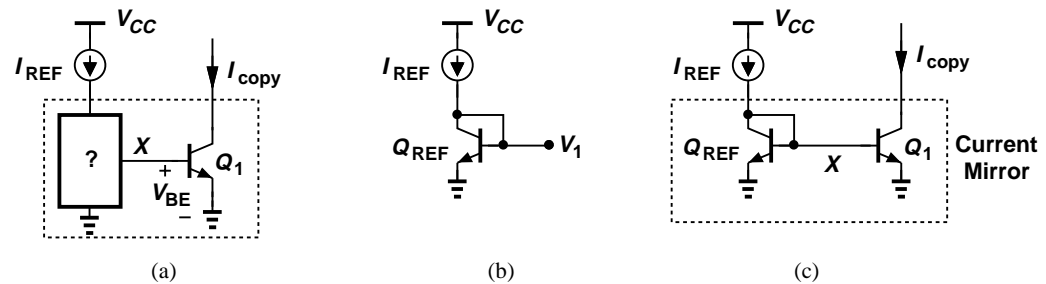 V_CC
I_REF
I_copy
?
X
+
V_BE
–
Q_1
(a)
V_CC
I_REF
Q_REF
V_1
(b)
V_CC
I_REF
I_copy
Q_REF
X
Q_1
Current
Mirror
(c)